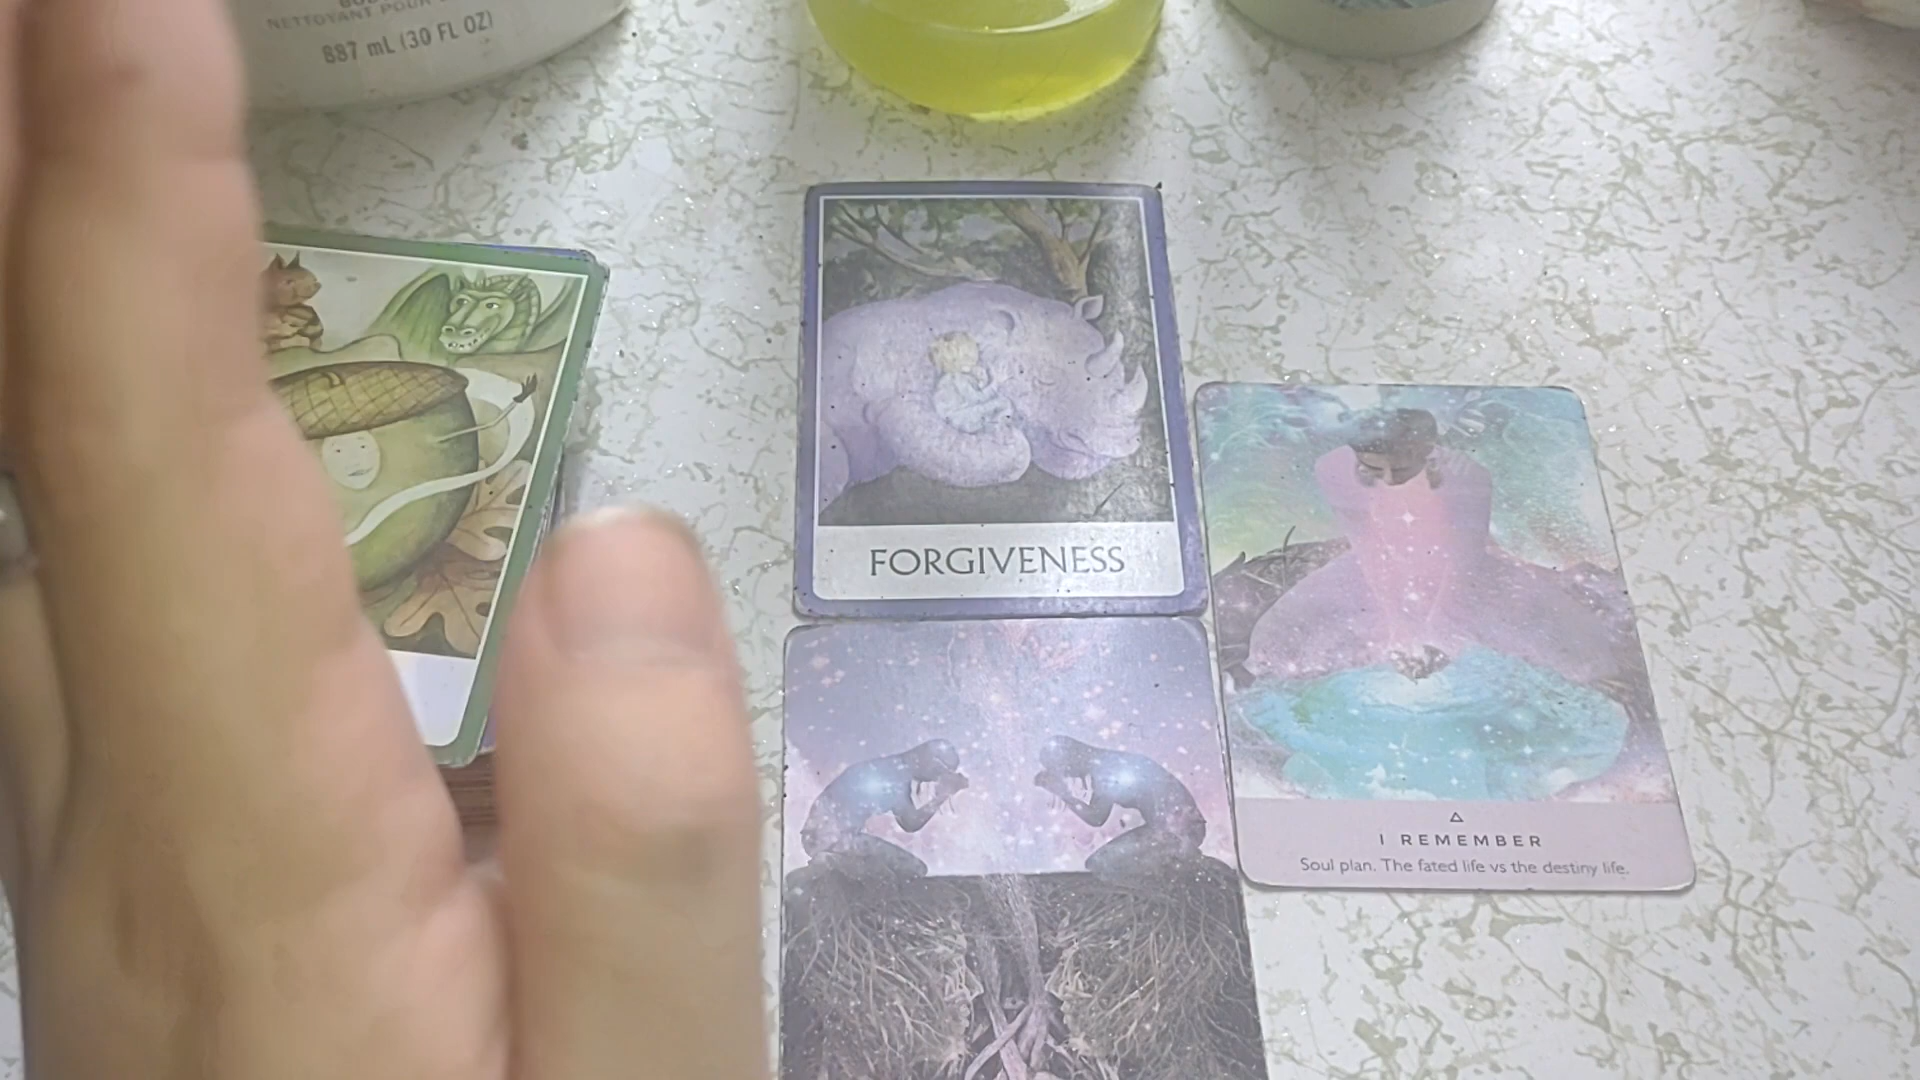 NETTOYANT POUR
887 mL (30 FL OZ)
FORGIVENESS
I REMEMBER
Soul plan. The fated life vs the destiny life.